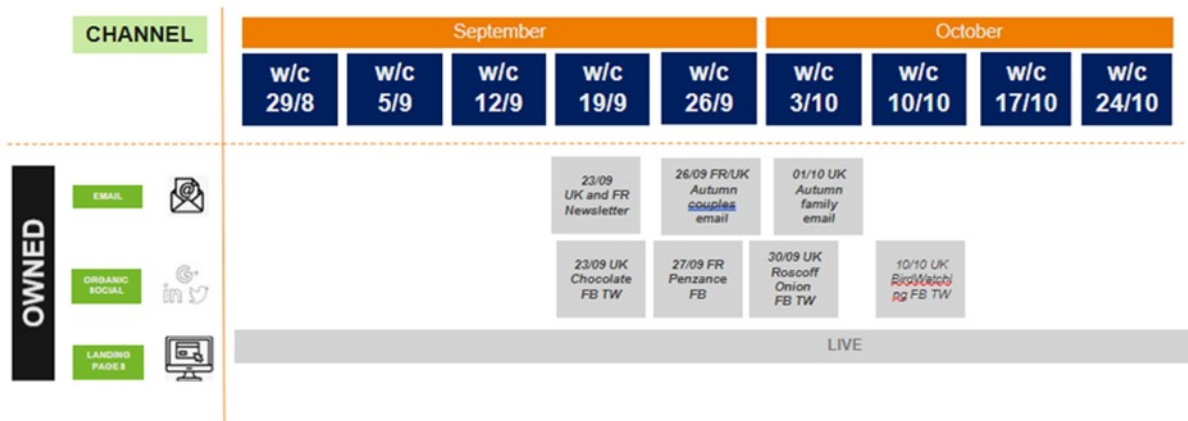 CHANNEL
September
October
w/c
29/8
w/c
5/9
w/c
12/9
w/c
19/9
w/c
26/9
w/c
3/10
w/c
10/10
w/c
17/10
w/c
24/10
OWNED
EMAIL
23/09
UK and FR
Newsletter
26/09 FR/UK
Autumn
couples
email
01/10 UK
Autumn
family
email
ORGANIC
SOCIAL
G+
in
23/09 UK
Chocolate
FB TW
27/09 FR
Penzance
FB
30/09 UK
Roscoff
Onion
FB TW
10/10 UK
BirdWatchi
ng FB TW
LANDING
PAGES
LIVE